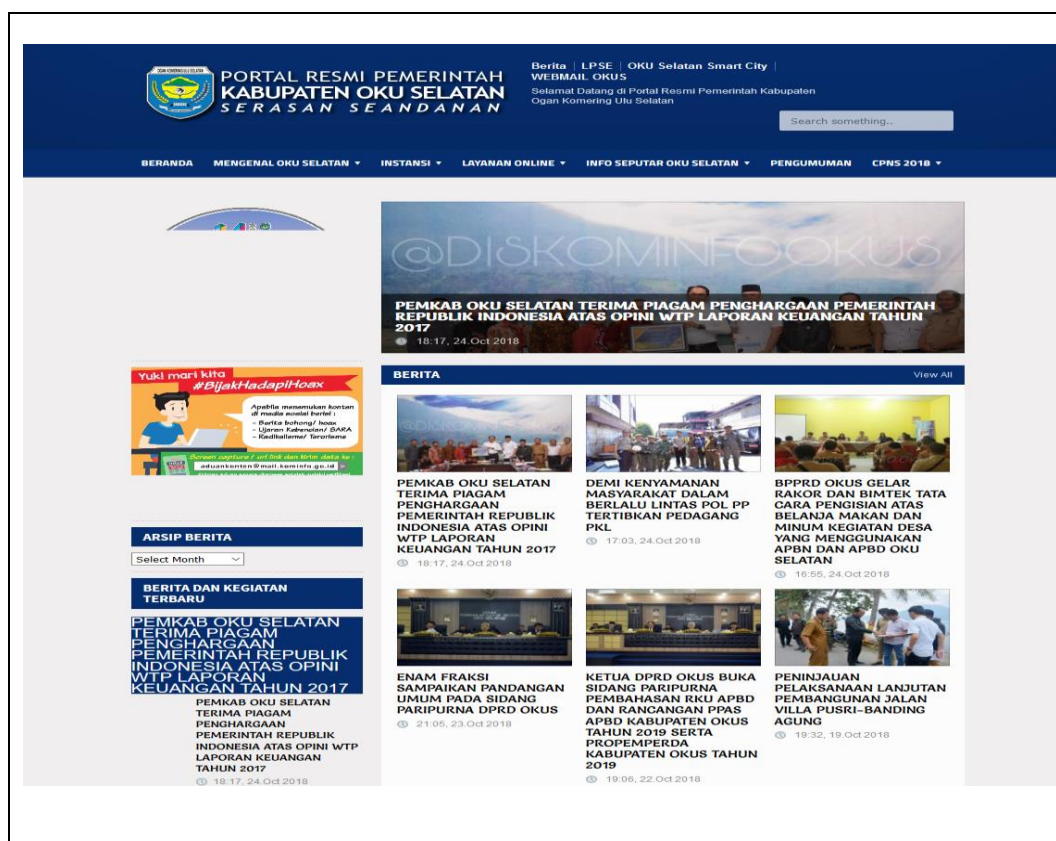 OGAN KOMERING ULU SELATAN
PORTAL RESMI PEMERINTAH
KABUPATEN OKU SELATAN
SERASAN SEANDANAN
Berita | LPSE | OKU Selatan Smart City |
WEBMAIL OKUS
Selamat Datang di Portal Resmi Pemerintah Kabupaten
Ogan Komering Ulu Selatan
Search something..
BERANDA MENGENAL OKU SELATAN INSTANSI LAYANAN ONLINE INFO SEPUTAR OKU SELATAN PENGUMUMAN CPNS 2018
@DISKOMINFOOKUS
PEMKAB OKU SELATAN TERIMA PIAGAM PENGHARGAAN PEMERINTAH
REPUBLIK INDONESIA ATAS OPINI WTP LAPORAN KEUANGAN TAHUN
2017
18:17, 24.Oct 2018
Yuk! mari kita
#BijakHadapiHoax
Apabila menemukan konten
di media sosial berisi :
- Berita bohong/ hoax
- Ujaran Kebencian/ SARA
- Radikalisme/ Terorisme
Screen capture / url link dan kirim data ke :
aduankonten@mail.kominfo.go.id
ARSIP BERITA
Select Month
BERITA DAN KEGIATAN
TERBARU
PEMKAB OKU SELATAN
TERIMA PIAGAM
PENGHARGAAN
PEMERINTAH REPUBLIK
INDONESIA ATAS OPINI
WTP LAPORAN
KEUANGAN TAHUN 2017
PEMKAB OKU SELATAN
TERIMA PIAGAM
PENGHARGAAN
PEMERINTAH REPUBLIK
INDONESIA ATAS OPINI WTP
LAPORAN KEUANGAN
TAHUN 2017
18:17, 24.Oct 2018
BERITA View All
PEMKAB OKU SELATAN
TERIMA PIAGAM
PENGHARGAAN
PEMERINTAH REPUBLIK
INDONESIA ATAS OPINI
WTP LAPORAN
KEUANGAN TAHUN 2017
18:17, 24.Oct 2018
DEMI KENYAMANAN
MASYARAKAT DALAM
BERLALU LINTAS POL PP
TERTIBKAN PEDAGANG
PKL
17:03, 24.Oct 2018
BPPRD OKUS GELAR
RAKOR DAN BIMTEK TATA
CARA PENGISIAN ATAS
BELANJA MAKAN DAN
MINUM KEGIATAN DESA
YANG MENGGUNAKAN
APBN DAN APBD OKU
SELATAN
16:55, 24.Oct 2018
ENAM FRAKSI
SAMPAIKAN PANDANGAN
UMUM PADA SIDANG
PARIPURNA DPRD OKUS
21:05, 23.Oct 2018
KETUA DPRD OKUS BUKA
SIDANG PARIPURNA
PEMBAHASAN RKU APBD
DAN RANCANGAN PPAS
APBD KABUPATEN OKUS
TAHUN 2019 SERTA
PROPEMPERDA
KABUPATEN OKUS TAHUN
2019
19:06, 22.Oct 2018
PENINJAUAN
PELAKSANAAN LANJUTAN
PEMBANGUNAN JALAN
VILLA PUSRI-BANDING
AGUNG
19:32, 19.Oct 2018